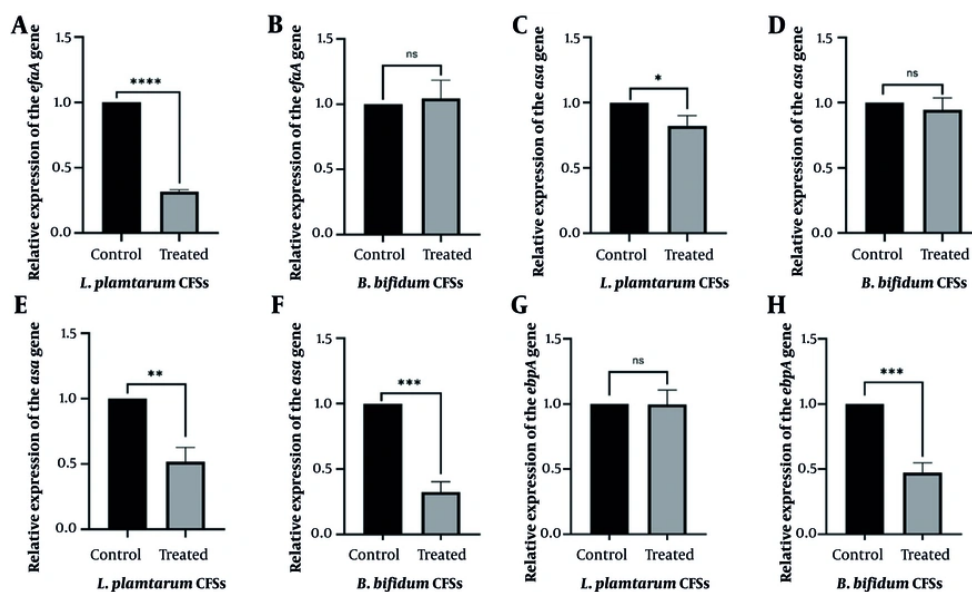 A
Relative expression of the efaA gene
1.5
1.0
0.5
0.0
****
Control Treated
L. plamtarum CFSs
B
Relative expression of the efaA gene
1.5
1.0
0.5
0.0
ns
Control Treated
B. bifidum CFSs
C
Relative expression of the asa gene
1.5
1.0
0.5
0.0
*
Control Treated
L. plamtarum CFSs
D
Relative expression of the asa gene
1.5
1.0
0.5
0.0
ns
Control Treated
B. bifidum CFSs
E
Relative expression of the asa gene
1.5
1.0
0.5
0.0
**
Control Treated
L. plamtarum CFSs
F
Relative expression of the asa gene
1.5
1.0
0.5
0.0
***
Control Treated
B. bifidum CFSs
G
Relative expression of the ebpA gene
1.5
1.0
0.5
0.0
ns
Control Treated
L. plamtarum CFSs
H
Relative expression of the ebpA gene
1.5
1.0
0.5
0.0
***
Control Treated
B. bifidum CFSs